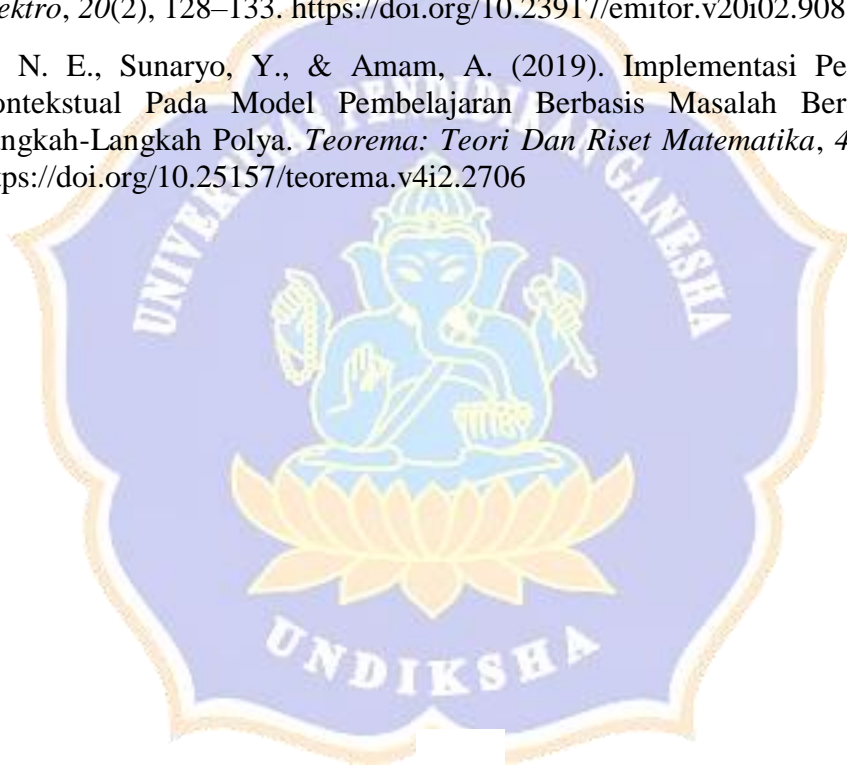 ektro, 20(2), 128–133. https://doi.org/10.23917/emitor.v20i02.908
N. E., Sunaryo, Y., & Amam, A. (2019). Implementasi Pe
ontekstual Pada Model Pembelajaran Berbasis Masalah Ber
ngkah-Langkah Polya. Teorema: Teori Dan Riset Matematika, 4
tps://doi.org/10.25157/teorema.v4i2.2706
UNIVERSITAS PENDIDIKAN GANESHA
UNDIKSHA